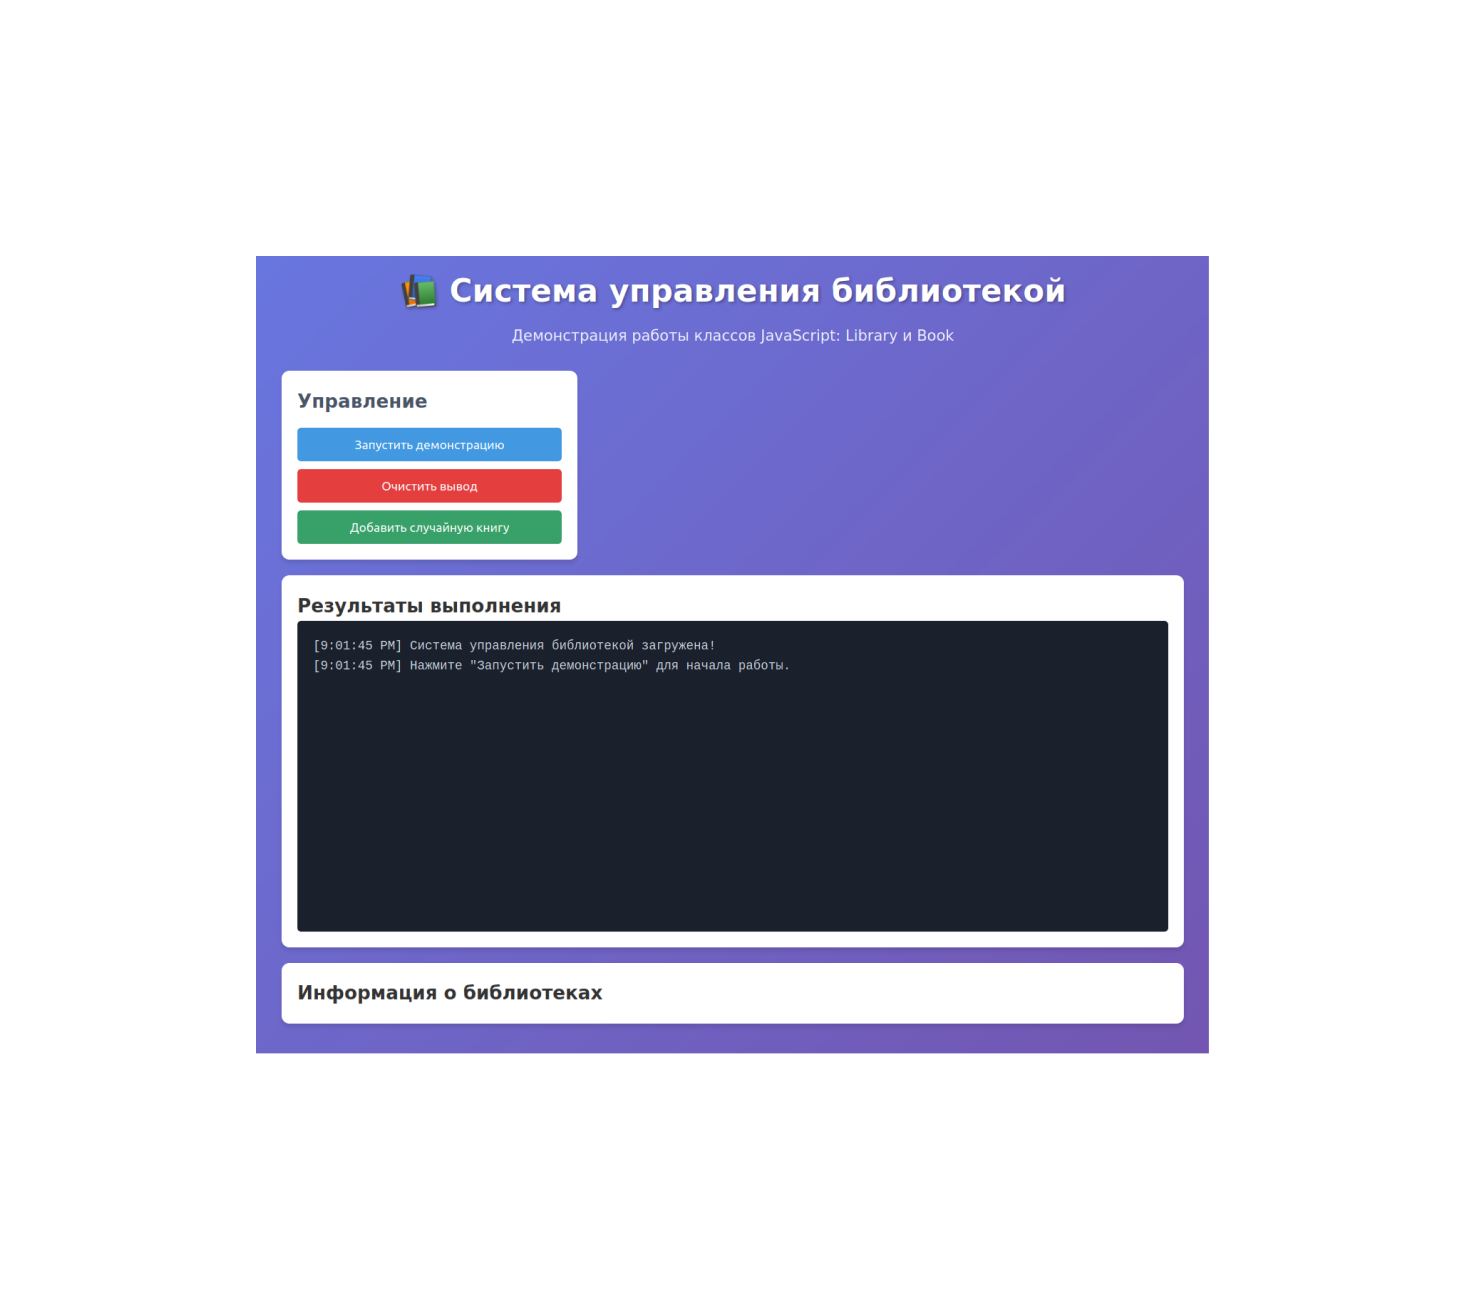 Система управления библиотекой
Демонстрация работы классов JavaScript: Library и Book
Управление
Запустить демонстрацию
Очистить вывод
Добавить случайную книгу
Результаты выполнения
[9:01:45 PM] Система управления библиотекой загружена!
[9:01:45 PM] Нажмите "Запустить демонстрацию" для начала работы.
Информация о библиотеках